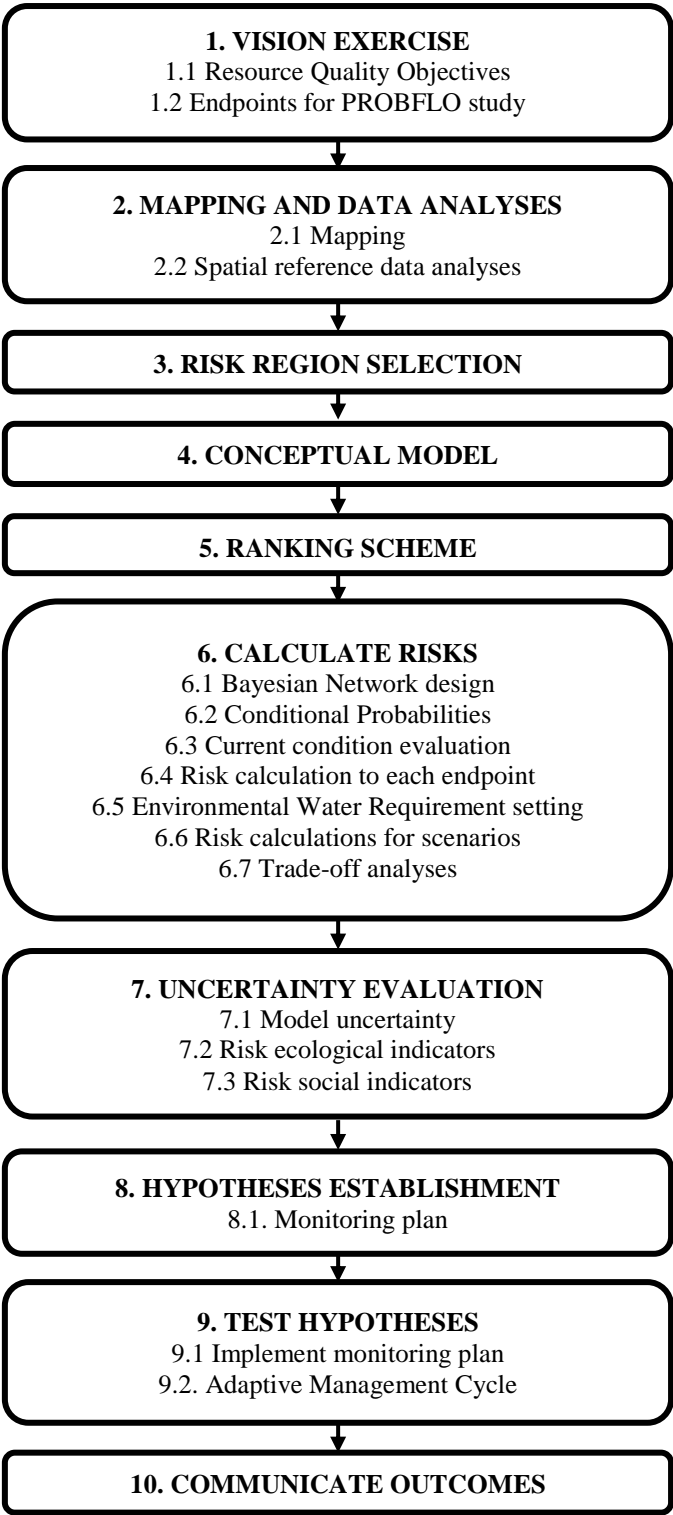 1. VISION EXERCISE
1.1 Resource Quality Objectives
1.2 Endpoints for PROBFLO study
2. MAPPING AND DATA ANALYSES
2.1 Mapping
2.2 Spatial reference data analyses
3. RISK REGION SELECTION
4. CONCEPTUAL MODEL
5. RANKING SCHEME
6. CALCULATE RISKS
6.1 Bayesian Network design
6.2 Conditional Probabilities
6.3 Current condition evaluation
6.4 Risk calculation to each endpoint
6.5 Environmental Water Requirement setting
6.6 Risk calculations for scenarios
6.7 Trade-off analyses
7. UNCERTAINTY EVALUATION
7.1 Model uncertainty
7.2 Risk ecological indicators
7.3 Risk social indicators
8. HYPOTHESES ESTABLISHMENT
8.1. Monitoring plan
9. TEST HYPOTHESES
9.1 Implement monitoring plan
9.2. Adaptive Management Cycle
10. COMMUNICATE OUTCOMES